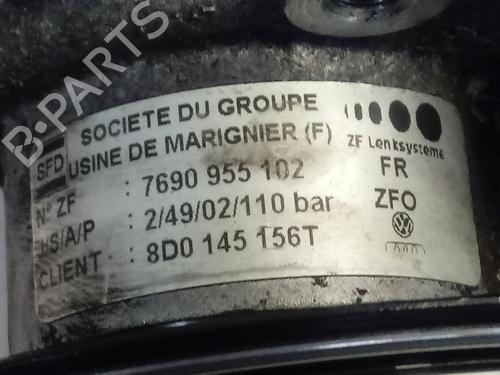 B-PARTS
SFD
SOCIETE DU GROUPE
USINE DE MARIGNIER (F)
ZF Lenksysteme
N° ZF : 7690 955 102
FR
HS/A/P : 2/49/02/110 bar
ZFO
CLIENT : 8D0 145 156T